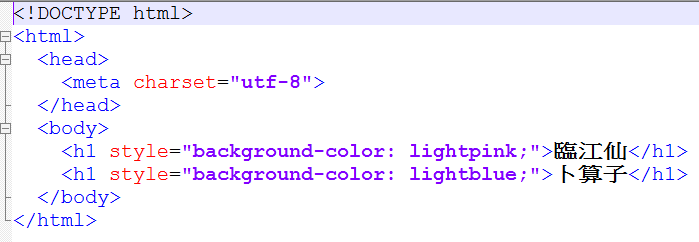 <!DOCTYPE html>
<html>
  <head>
    <meta charset="utf-8">
  </head>
  <body>
    <h1 style="background-color: lightpink;">臨江仙</h1>
    <h1 style="background-color: lightblue;">卜算子</h1>
  </body>
</html>